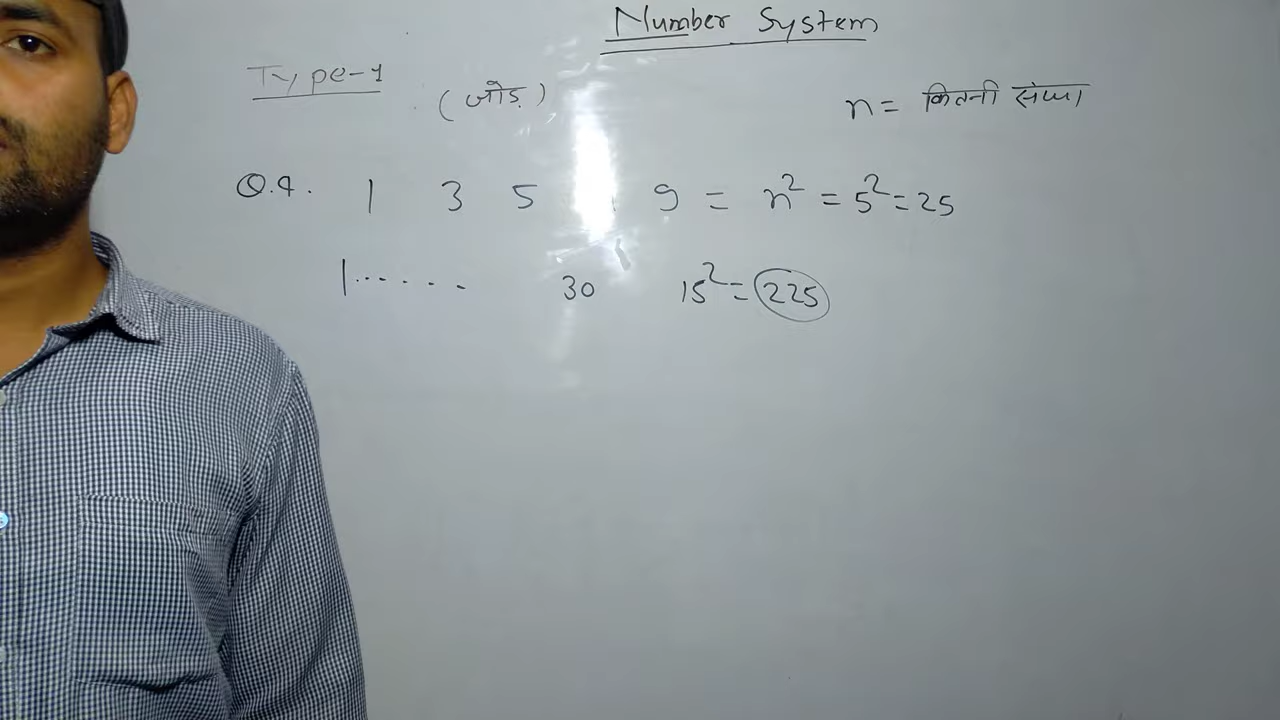 Number System
Type-1
(जोड़)
n = कितनी संख्या
Q.4. 1 3 5 9 = n² = 5² = 25
1...... 30 15² = 225